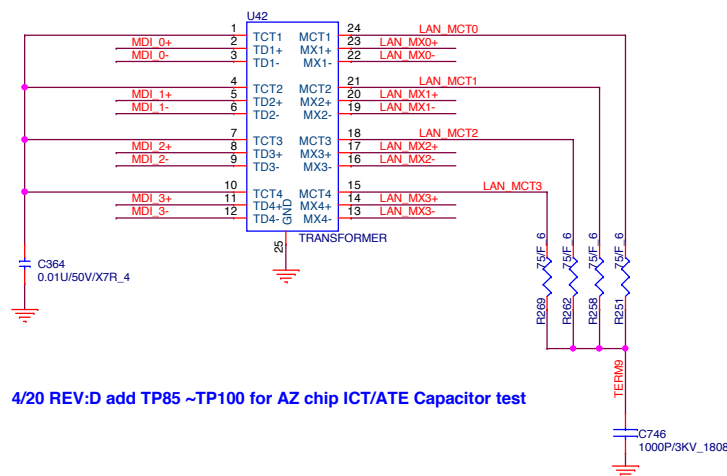 U42
1 TCT1 MCT1 24 LAN_MCT0
MDI_0+ 2 TD1+ MX1+ 23 LAN_MX0+
MDI_0- 3 TD1- MX1- 22 LAN_MX0-
4 TCT2 MCT2 21 LAN_MCT1
MDI_1+ 5 TD2+ MX2+ 20 LAN_MX1+
MDI_1- 6 TD2- MX2- 19 LAN_MX1-
7 TCT3 MCT3 18 LAN_MCT2
MDI_2+ 8 TD3+ MX3+ 17 LAN_MX2+
MDI_2- 9 TD3- MX3- 16 LAN_MX2-
10 TCT4 MCT4 15 LAN_MCT3
MDI_3+ 11 TD4+ MX4+ 14 LAN_MX3+
MDI_3- 12 TD4- MX4- 13 LAN_MX3-
GND
25
TRANSFORMER
C364
0.01U/50V/X7R_4
R269 75/F_6
R262 75/F_6
R258 75/F_6
R251 75/F_6
TERM9
4/20 REV:D add TP85 ~TP100 for AZ chip ICT/ATE Capacitor test
C746
1000P/3KV_1808